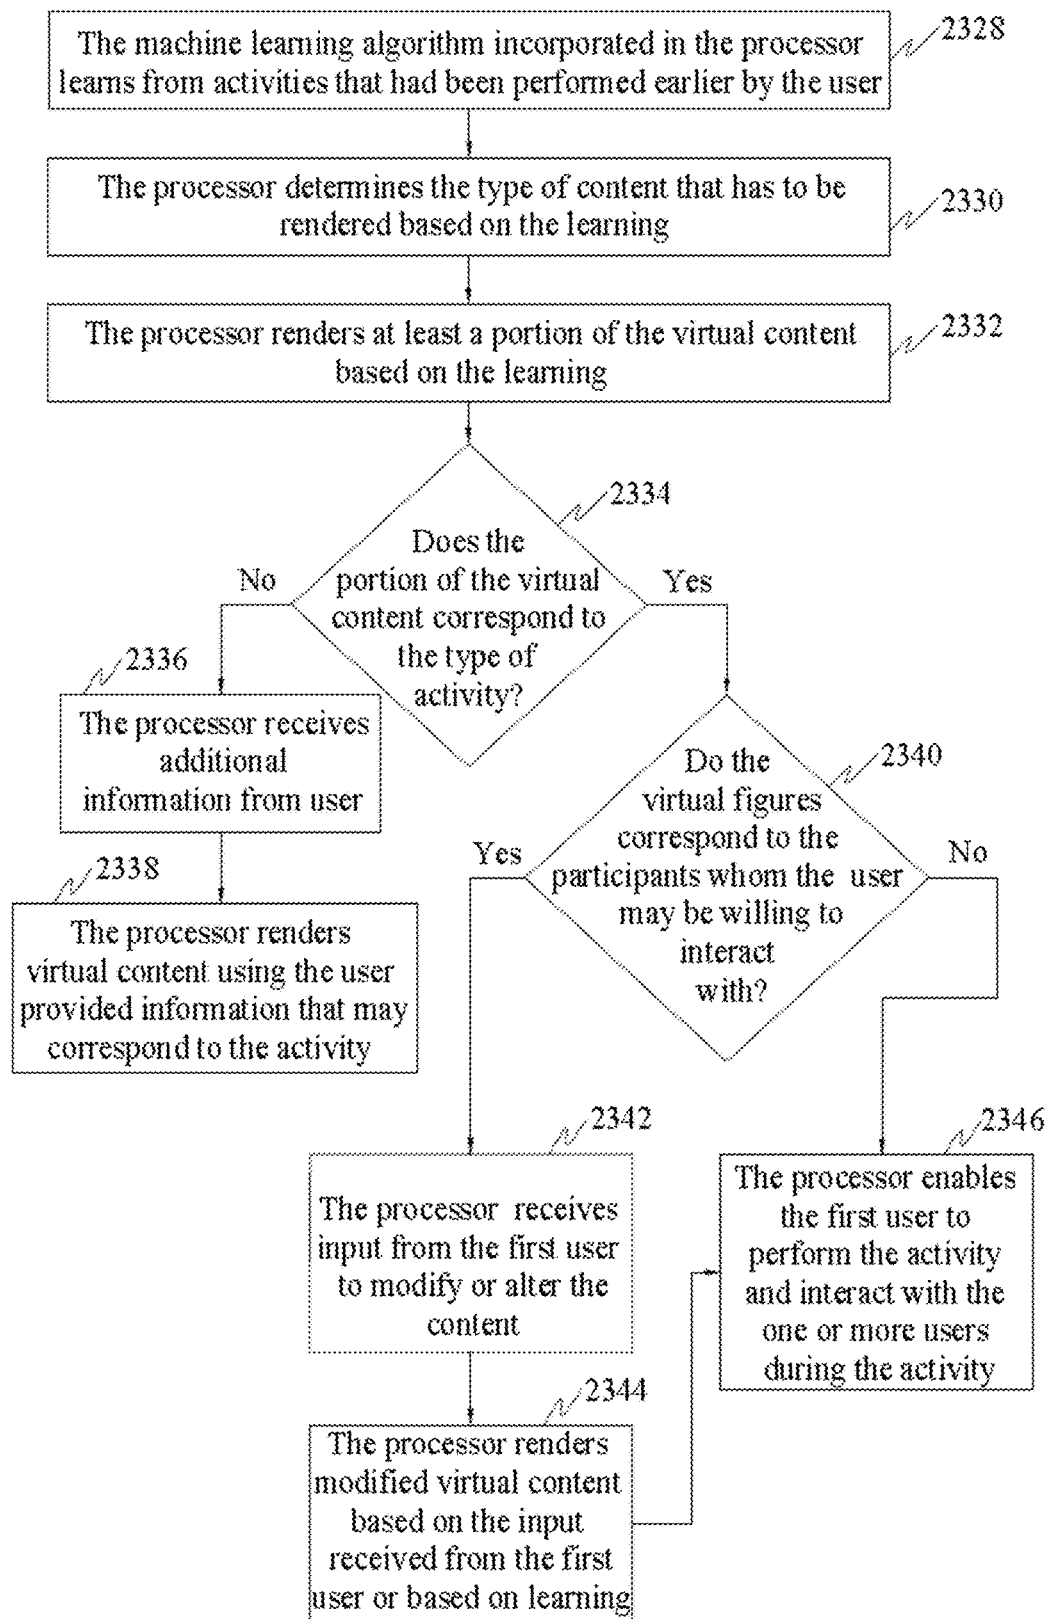 The machine learning algorithm incorporated in the processor
learns from activities that had been performed earlier by the user
2328
The processor determines the type of content that has to be
rendered based on the learning
2330
The processor renders at least a portion of the virtual content
based on the learning
2332
2334
Does the
portion of the virtual
content correspond to
the type of
activity?
No
Yes
2336
The processor receives
additional
information from user
2338
The processor renders
virtual content using the user
provided information that may
correspond to the activity
2340
Do the
virtual figures
correspond to the
participants whom the user
may be willing to
interact
with?
Yes
No
2342
The processor receives
input from the first user
to modify or alter the
content
2344
The processor renders
modified virtual content
based on the input
received from the first
user or based on learning
2346
The processor enables
the first user to
perform the activity
and interact with the
one or more users
during the activity